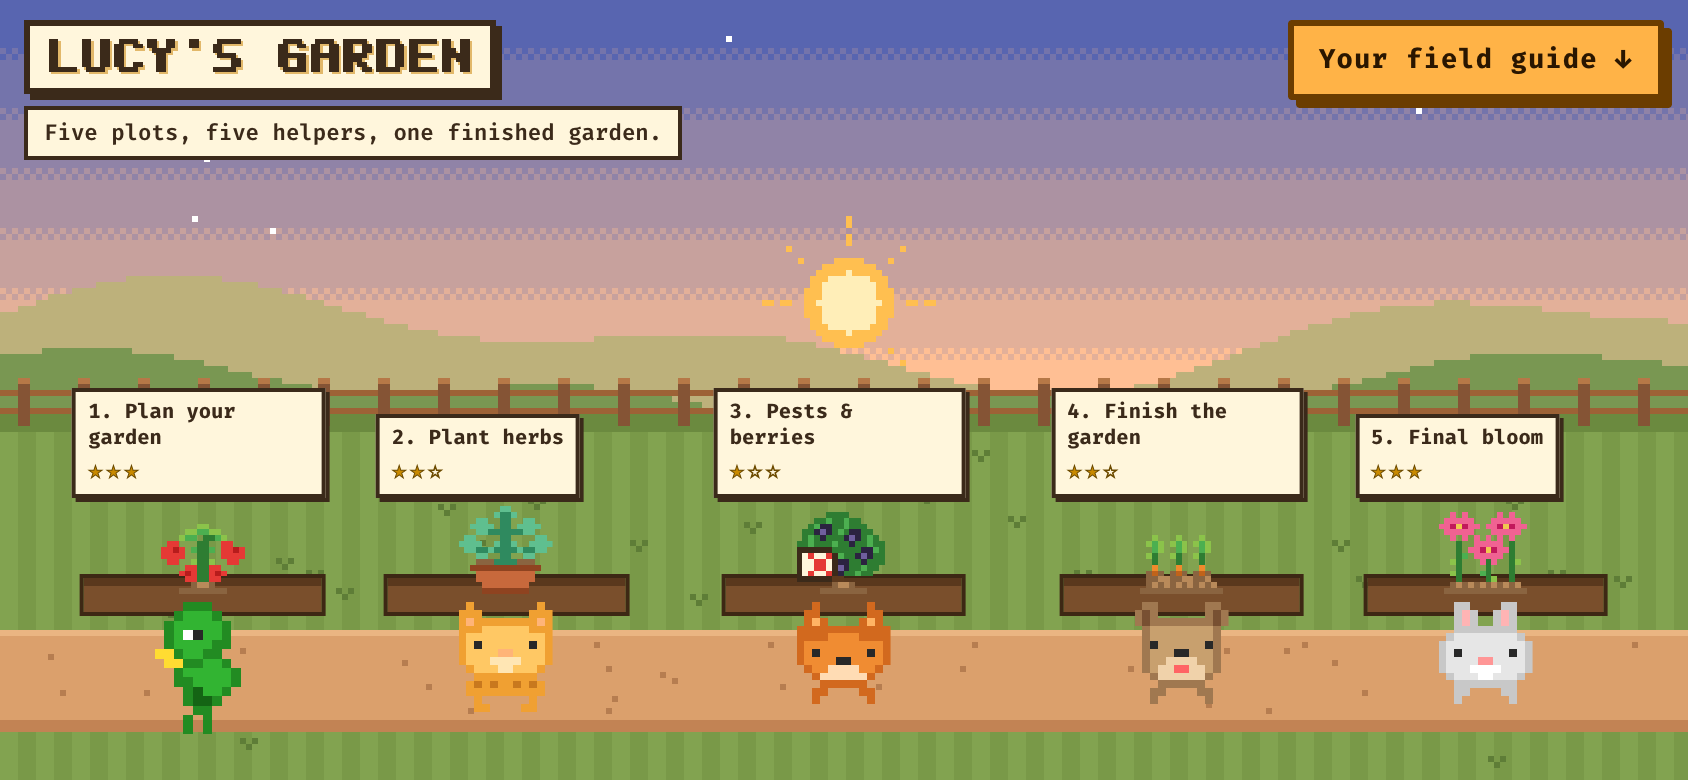 LUCY'S GARDEN
Your field guide ↓
Five plots, five helpers, one finished garden.
1. Plan your
garden
★★★
2. Plant herbs
★★☆
3. Pests &
berries
★☆☆
4. Finish the
garden
★★☆
5. Final bloom
★★★